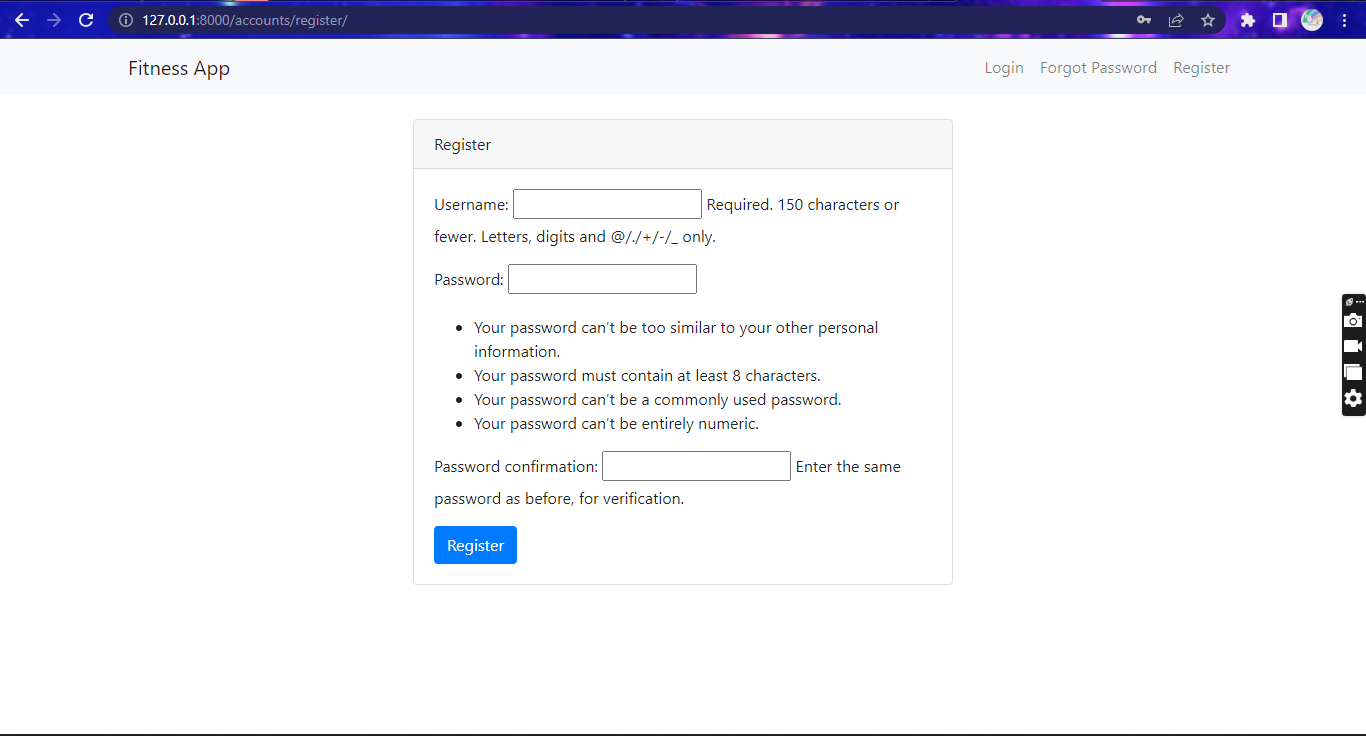 127.0.0.1:8000/accounts/register/
Fitness App
Login Forgot Password Register
Register
Username: Required. 150 characters or
fewer. Letters, digits and @/./+/-/_ only.
Password:
Your password can't be too similar to your other personal
information.
Your password must contain at least 8 characters.
Your password can't be a commonly used password.
Your password can't be entirely numeric.
Password confirmation: Enter the same
password as before, for verification.
Register